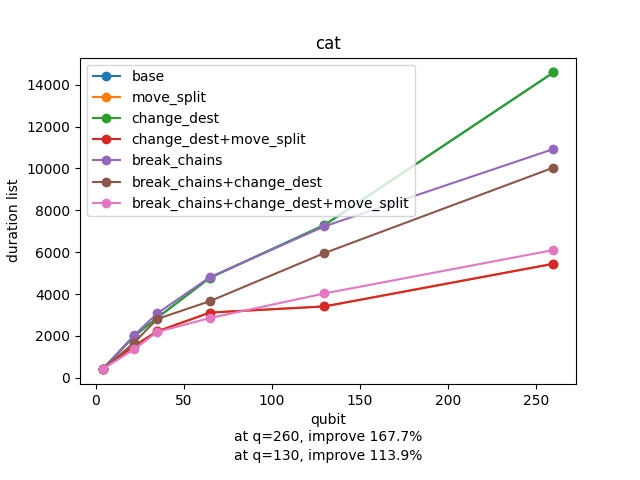 cat
14000
12000
10000
8000
6000
4000
2000
0
duration list
base
move_split
change_dest
change_dest+move_split
break_chains
break_chains+change_dest
break_chains+change_dest+move_split
0 50 100 150 200 250
qubit
at q=260, improve 167.7%
at q=130, improve 113.9%